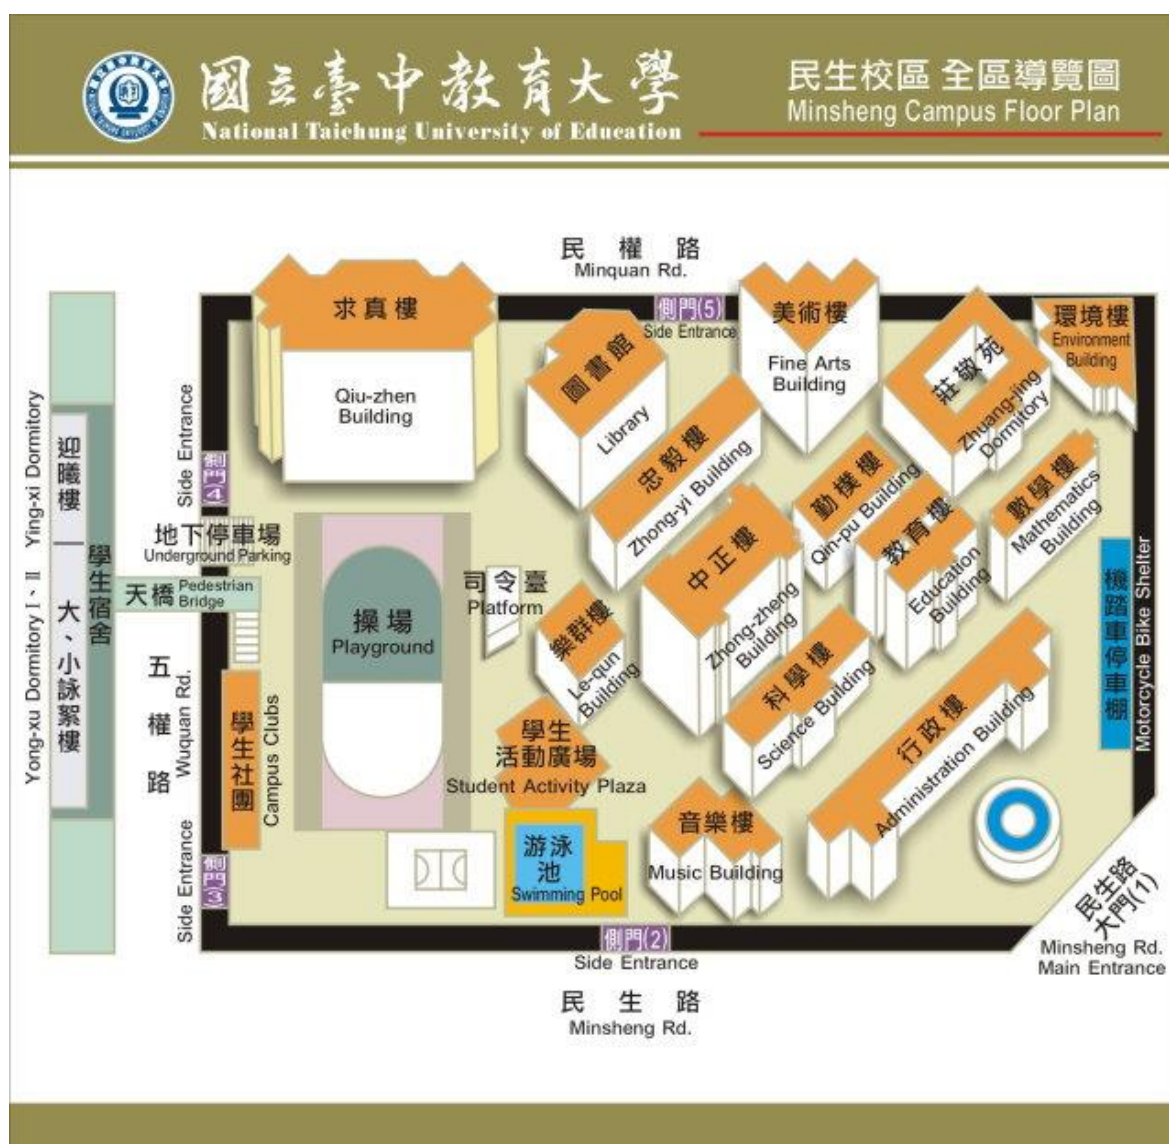 國立臺中教育大學
National Taichung University of Education
民生校區 全區導覽圖
Minsheng Campus Floor Plan
民權路
Minquan Rd.
求真樓
Qiu-zhen
Building
側門(5)
Side Entrance
圖書館
Library
美術樓
Fine Arts
Building
莊敬苑
Zhuang-jing
Dormitory
環境樓
Environment
Building
忠毅樓
Zhong-yi Building
勤樸樓
Qin-pu Building
教育樓
Education
Building
數學樓
Mathematics
Building
中正樓
Zhong-zheng
Building
側門(4)
Side Entrance
迎曦樓
Ying-xi Dormitory
學生宿舍
大、小詠絮樓
Yong-xu Dormitory I、II
地下停車場
Underground Parking
天橋
Pedestrian
Bridge
五權路
Wuquan Rd.
操場
Playground
司令臺
Platform
樂群樓
Le-qun
Building
科學樓
Science Building
行政樓
Administration Building
機踏車停車棚
Motorcycle Bike Shelter
學生社團
Campus Clubs
學生
活動廣場
Student Activity Plaza
游泳
池
Swimming Pool
音樂樓
Music Building
側門(3)
Side Entrance
側門(2)
Side Entrance
民生路
大門(1)
Minsheng Rd.
Main Entrance
民生路
Minsheng Rd.